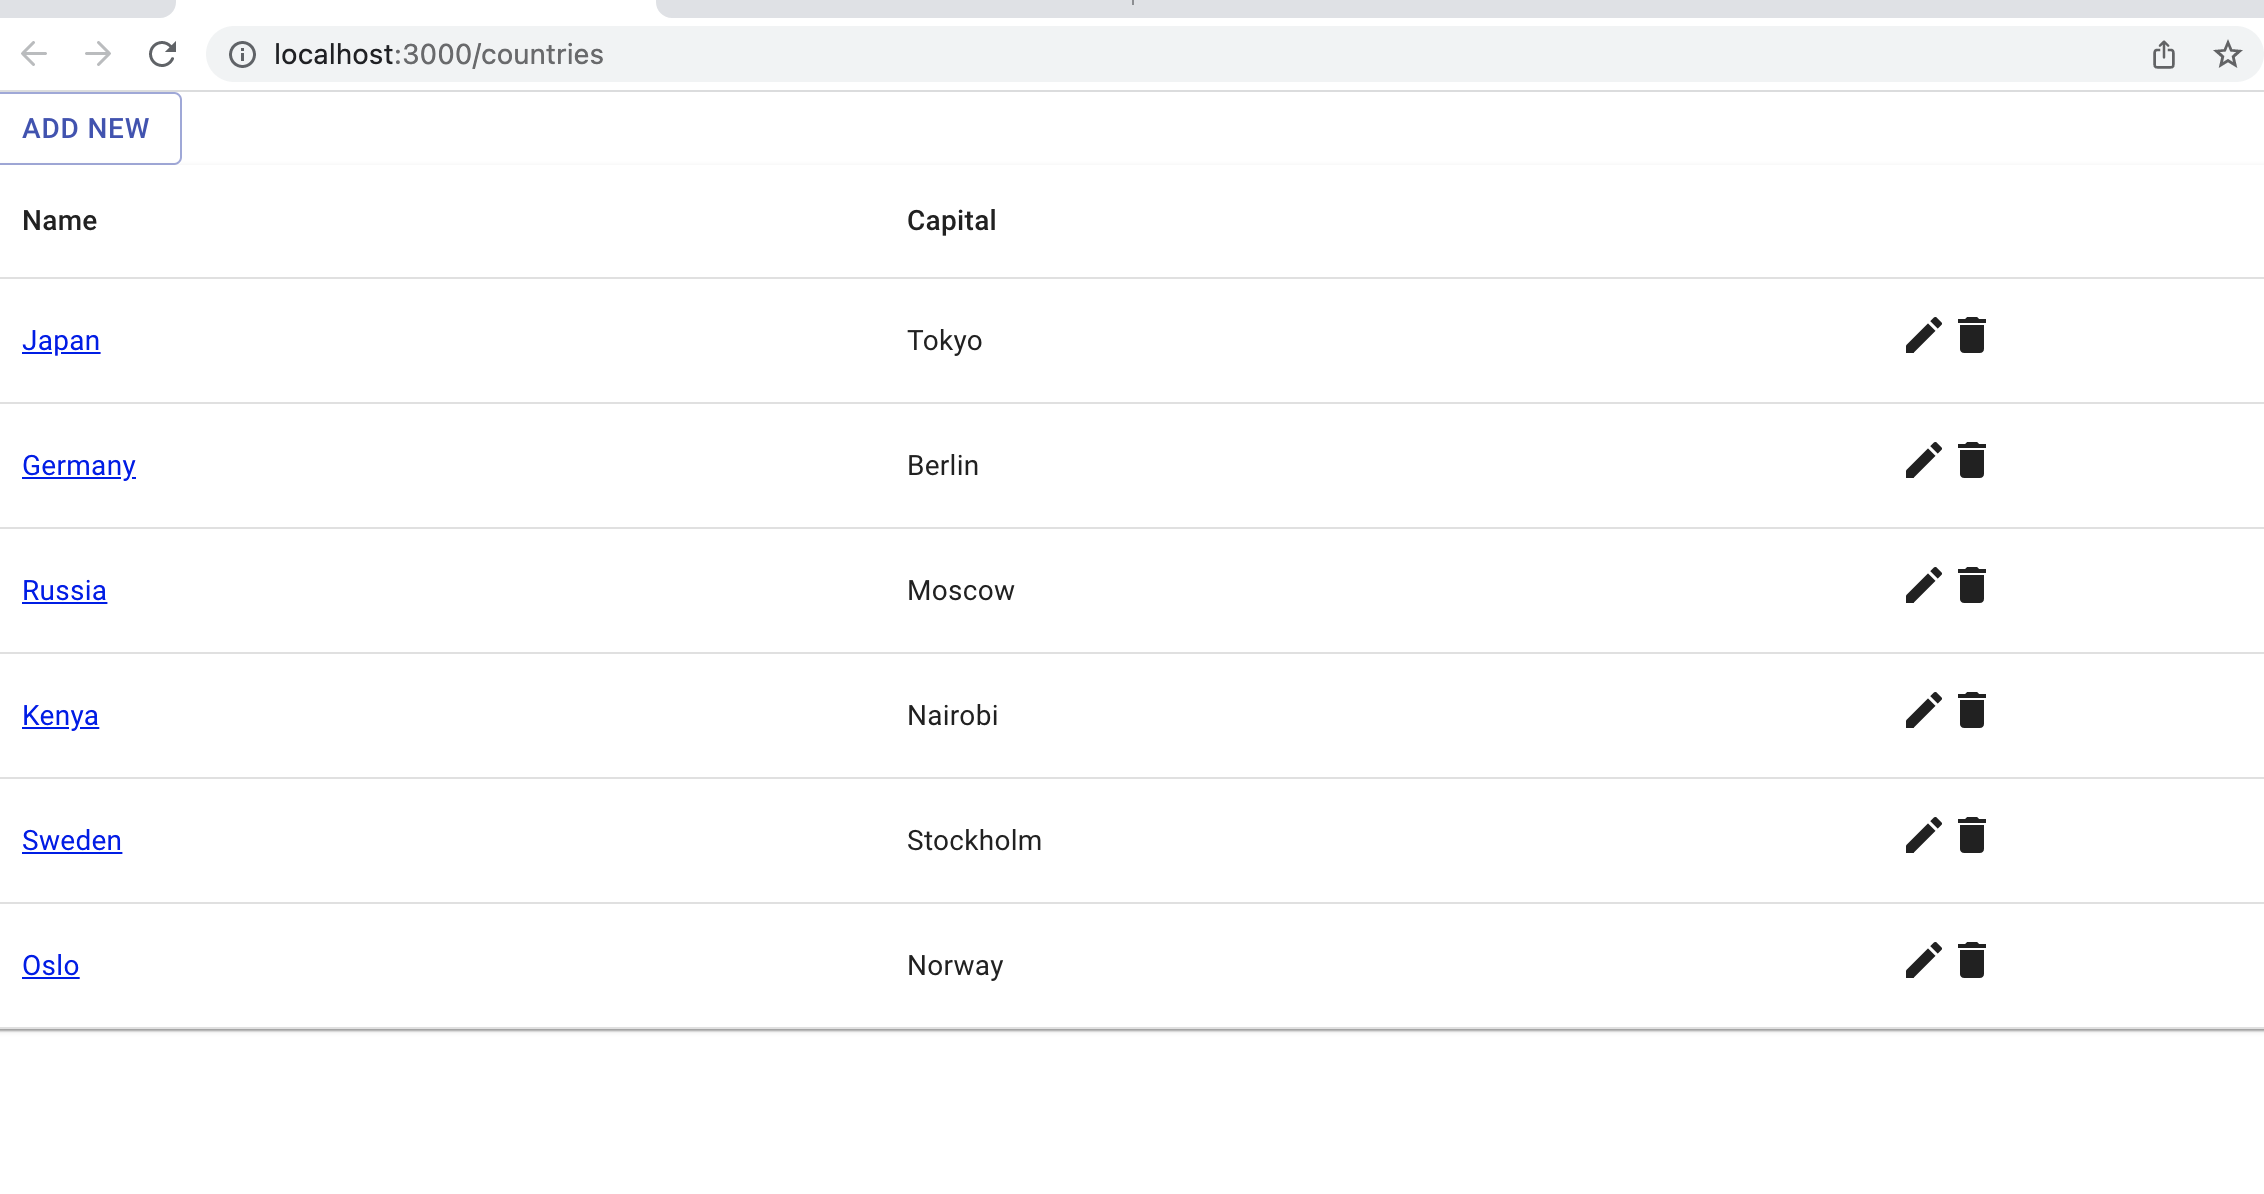 localhost:3000/countries
ADD NEW
Name Capital
Japan Tokyo
Germany Berlin
Russia Moscow
Kenya Nairobi
Sweden Stockholm
Oslo Norway